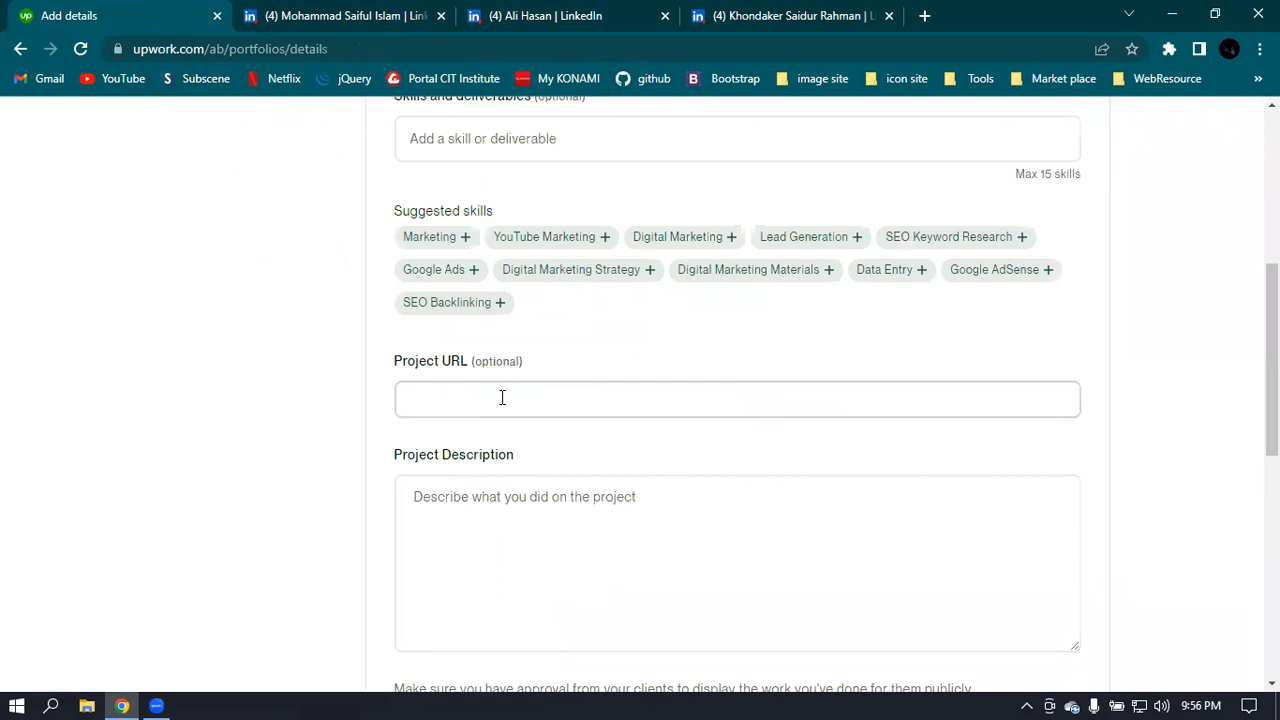 Add details
(4) Mohammad Saiful Islam | Link
(4) Ali Hasan | LinkedIn
(4) Khondaker Saidur Rahman | L
upwork.com/ab/portfolios/details
Gmail
YouTube
Subscene
Netflix
jQuery
Portal CIT Institute
My KONAMI
github
Bootstrap
image site
icon site
Tools
Market place
WebResource
»
Skills and deliverables (optional)
Add a skill or deliverable
Max 15 skills
Suggested skills
Marketing + YouTube Marketing + Digital Marketing + Lead Generation + SEO Keyword Research +
Google Ads + Digital Marketing Strategy + Digital Marketing Materials + Data Entry + Google AdSense +
SEO Backlinking +
Project URL (optional)
Project Description
Describe what you did on the project
Make sure you have approval from your clients to display the work you've done for them publicly.
9:56 PM